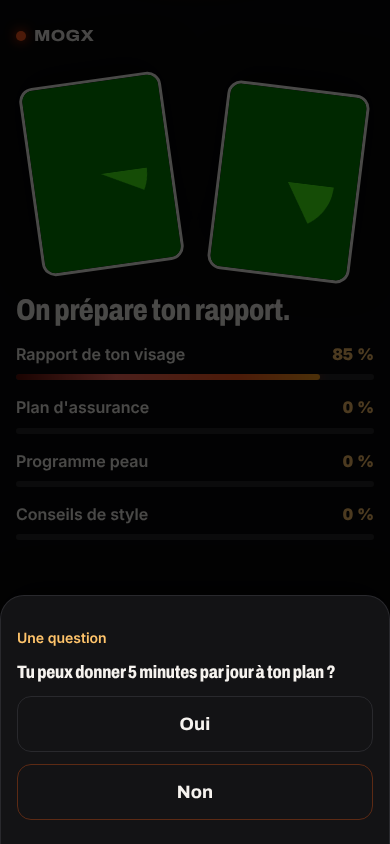 MOGX
On prépare ton rapport.
Rapport de ton visage 85 %
Plan d'assurance 0 %
Programme peau 0 %
Conseils de style 0 %
Une question
Tu peux donner 5 minutes par jour à ton plan ?
Oui
Non